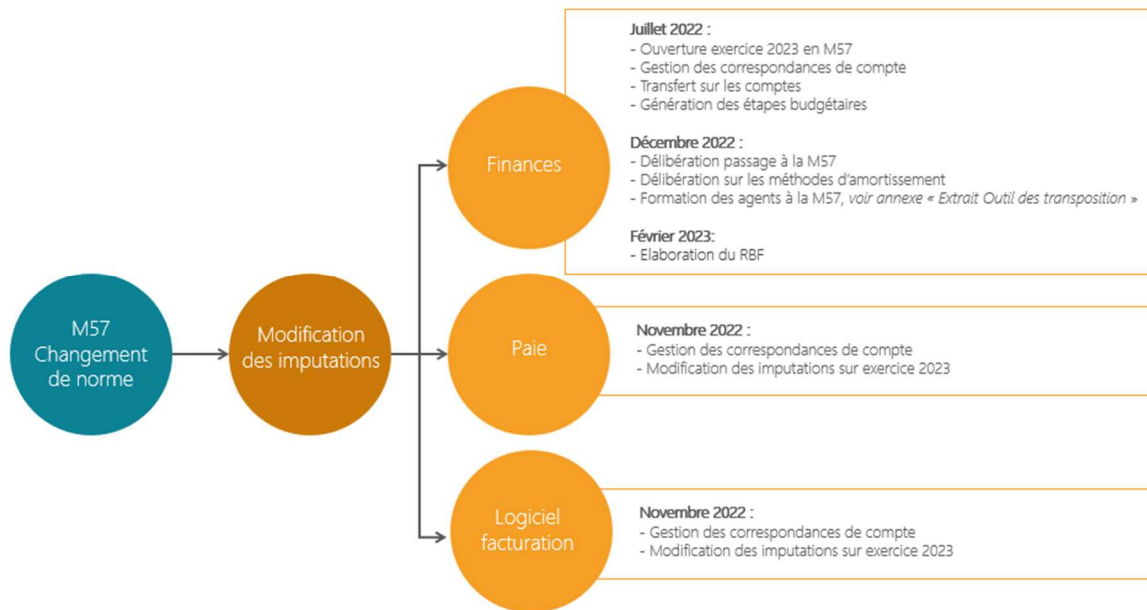 M57
Changement
de norme
Modification
des imputations
Finances
Juillet 2022 :
- Ouverture exercice 2023 en M57
- Gestion des correspondances de compte
- Transfert sur les comptes
- Génération des étapes budgétaires
Décembre 2022 :
- Délibération passage à la M57
- Délibération sur les méthodes d'amortissement
- Formation des agents à la M57, voir annexe « Extrait Outil des transposition »
Février 2023:
- Elaboration du RBF
Paie
Novembre 2022 :
- Gestion des correspondances de compte
- Modification des imputations sur exercice 2023
Logiciel
facturation
Novembre 2022 :
- Gestion des correspondances de compte
- Modification des imputations sur exercice 2023